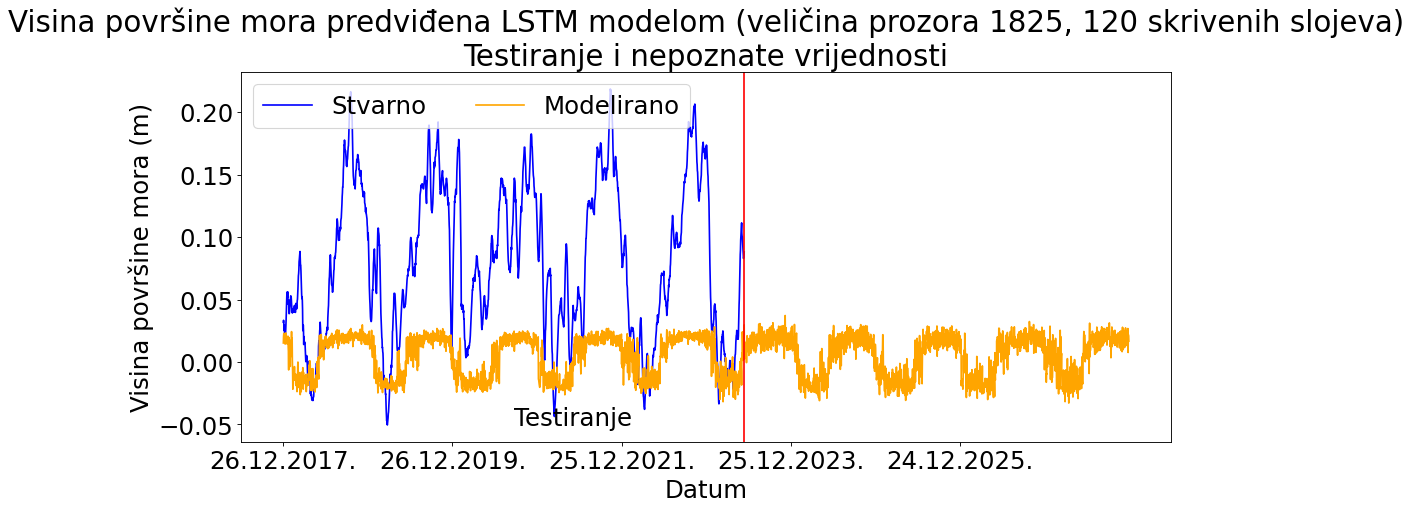 Visina površine mora predviđena LSTM modelom (veličina prozora 1825, 120 skrivenih slojeva)
Testiranje i nepoznate vrijednosti
Stvarno Modelirano
Visina površine mora (m)
0.20
0.15
0.10
0.05
0.00
−0.05
Testiranje
26.12.2017. 26.12.2019. 25.12.2021. 25.12.2023. 24.12.2025.
Datum